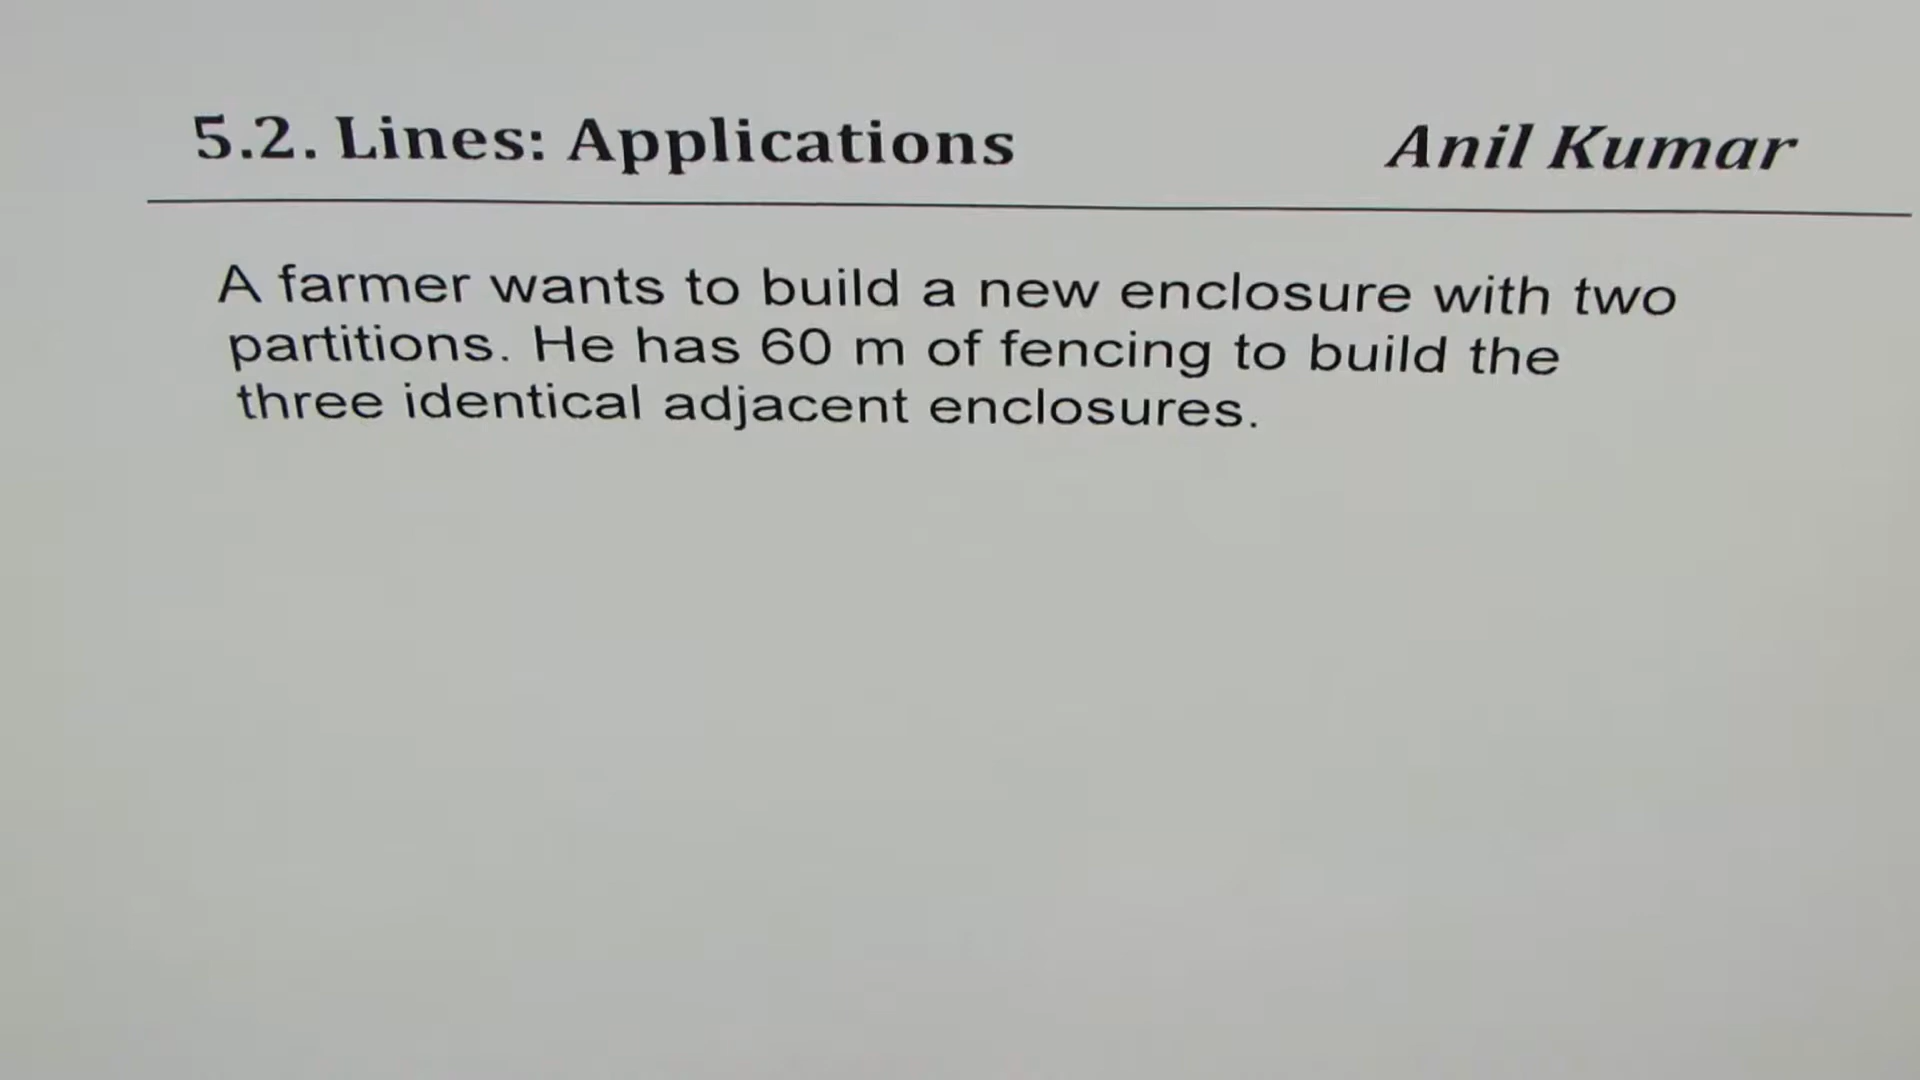 5.2. Lines: Applications Anil Kumar
A farmer wants to build a new enclosure with two
partitions. He has 60 m of fencing to build the
three identical adjacent enclosures.